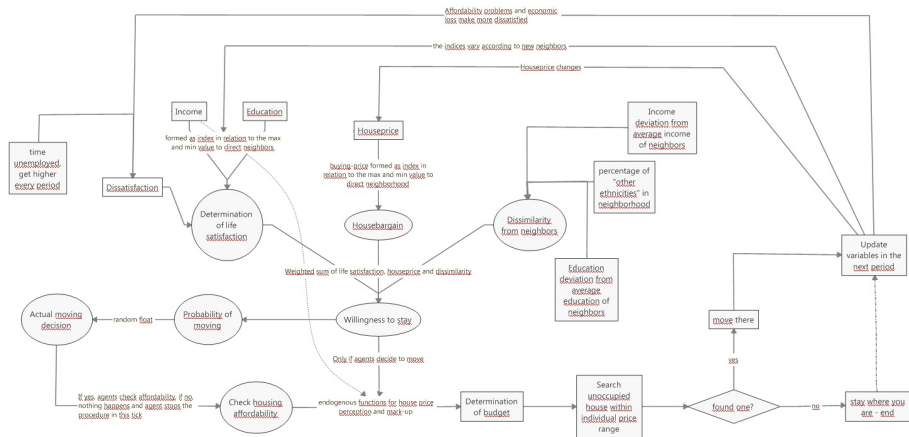 Affordability problems and economic
loss make more dissatisfied
the indices vary according to new neighbors
Houseprice changes
Income
Education
formed as index in relation to the max
and min value to direct neighbors,
Houseprice
Income
deviation from
average income
of neighbors
time
unemployed,
get higher
every period
buying-price formed as index in
relation to the max and min value to
direct neighborhood
percentage of
"other
ethnicities" in
neighborhood
Dissatisfaction
Determination
of life
satisfaction
Housebargain
Dissimilarity
from neighbors
Update
variables in the
next period
Weighted sum of life satisfaction, houseprice and dissimilarity
Education
deviation from
average
education of
neighbors
Actual moving
decision
random float
Probability of
moving
Willingness to stay
move there
Only if agents decide to move
yes
If yes, agents check affordability, if no,
nothing happens and agent stops the
procedure in this tick
Check housing
affordability
endogenous functions for house price
perception and mark-up
Determination
of budget
Search
unoccupied
house within
individual price
range
found one?
no
stay where you
are - end